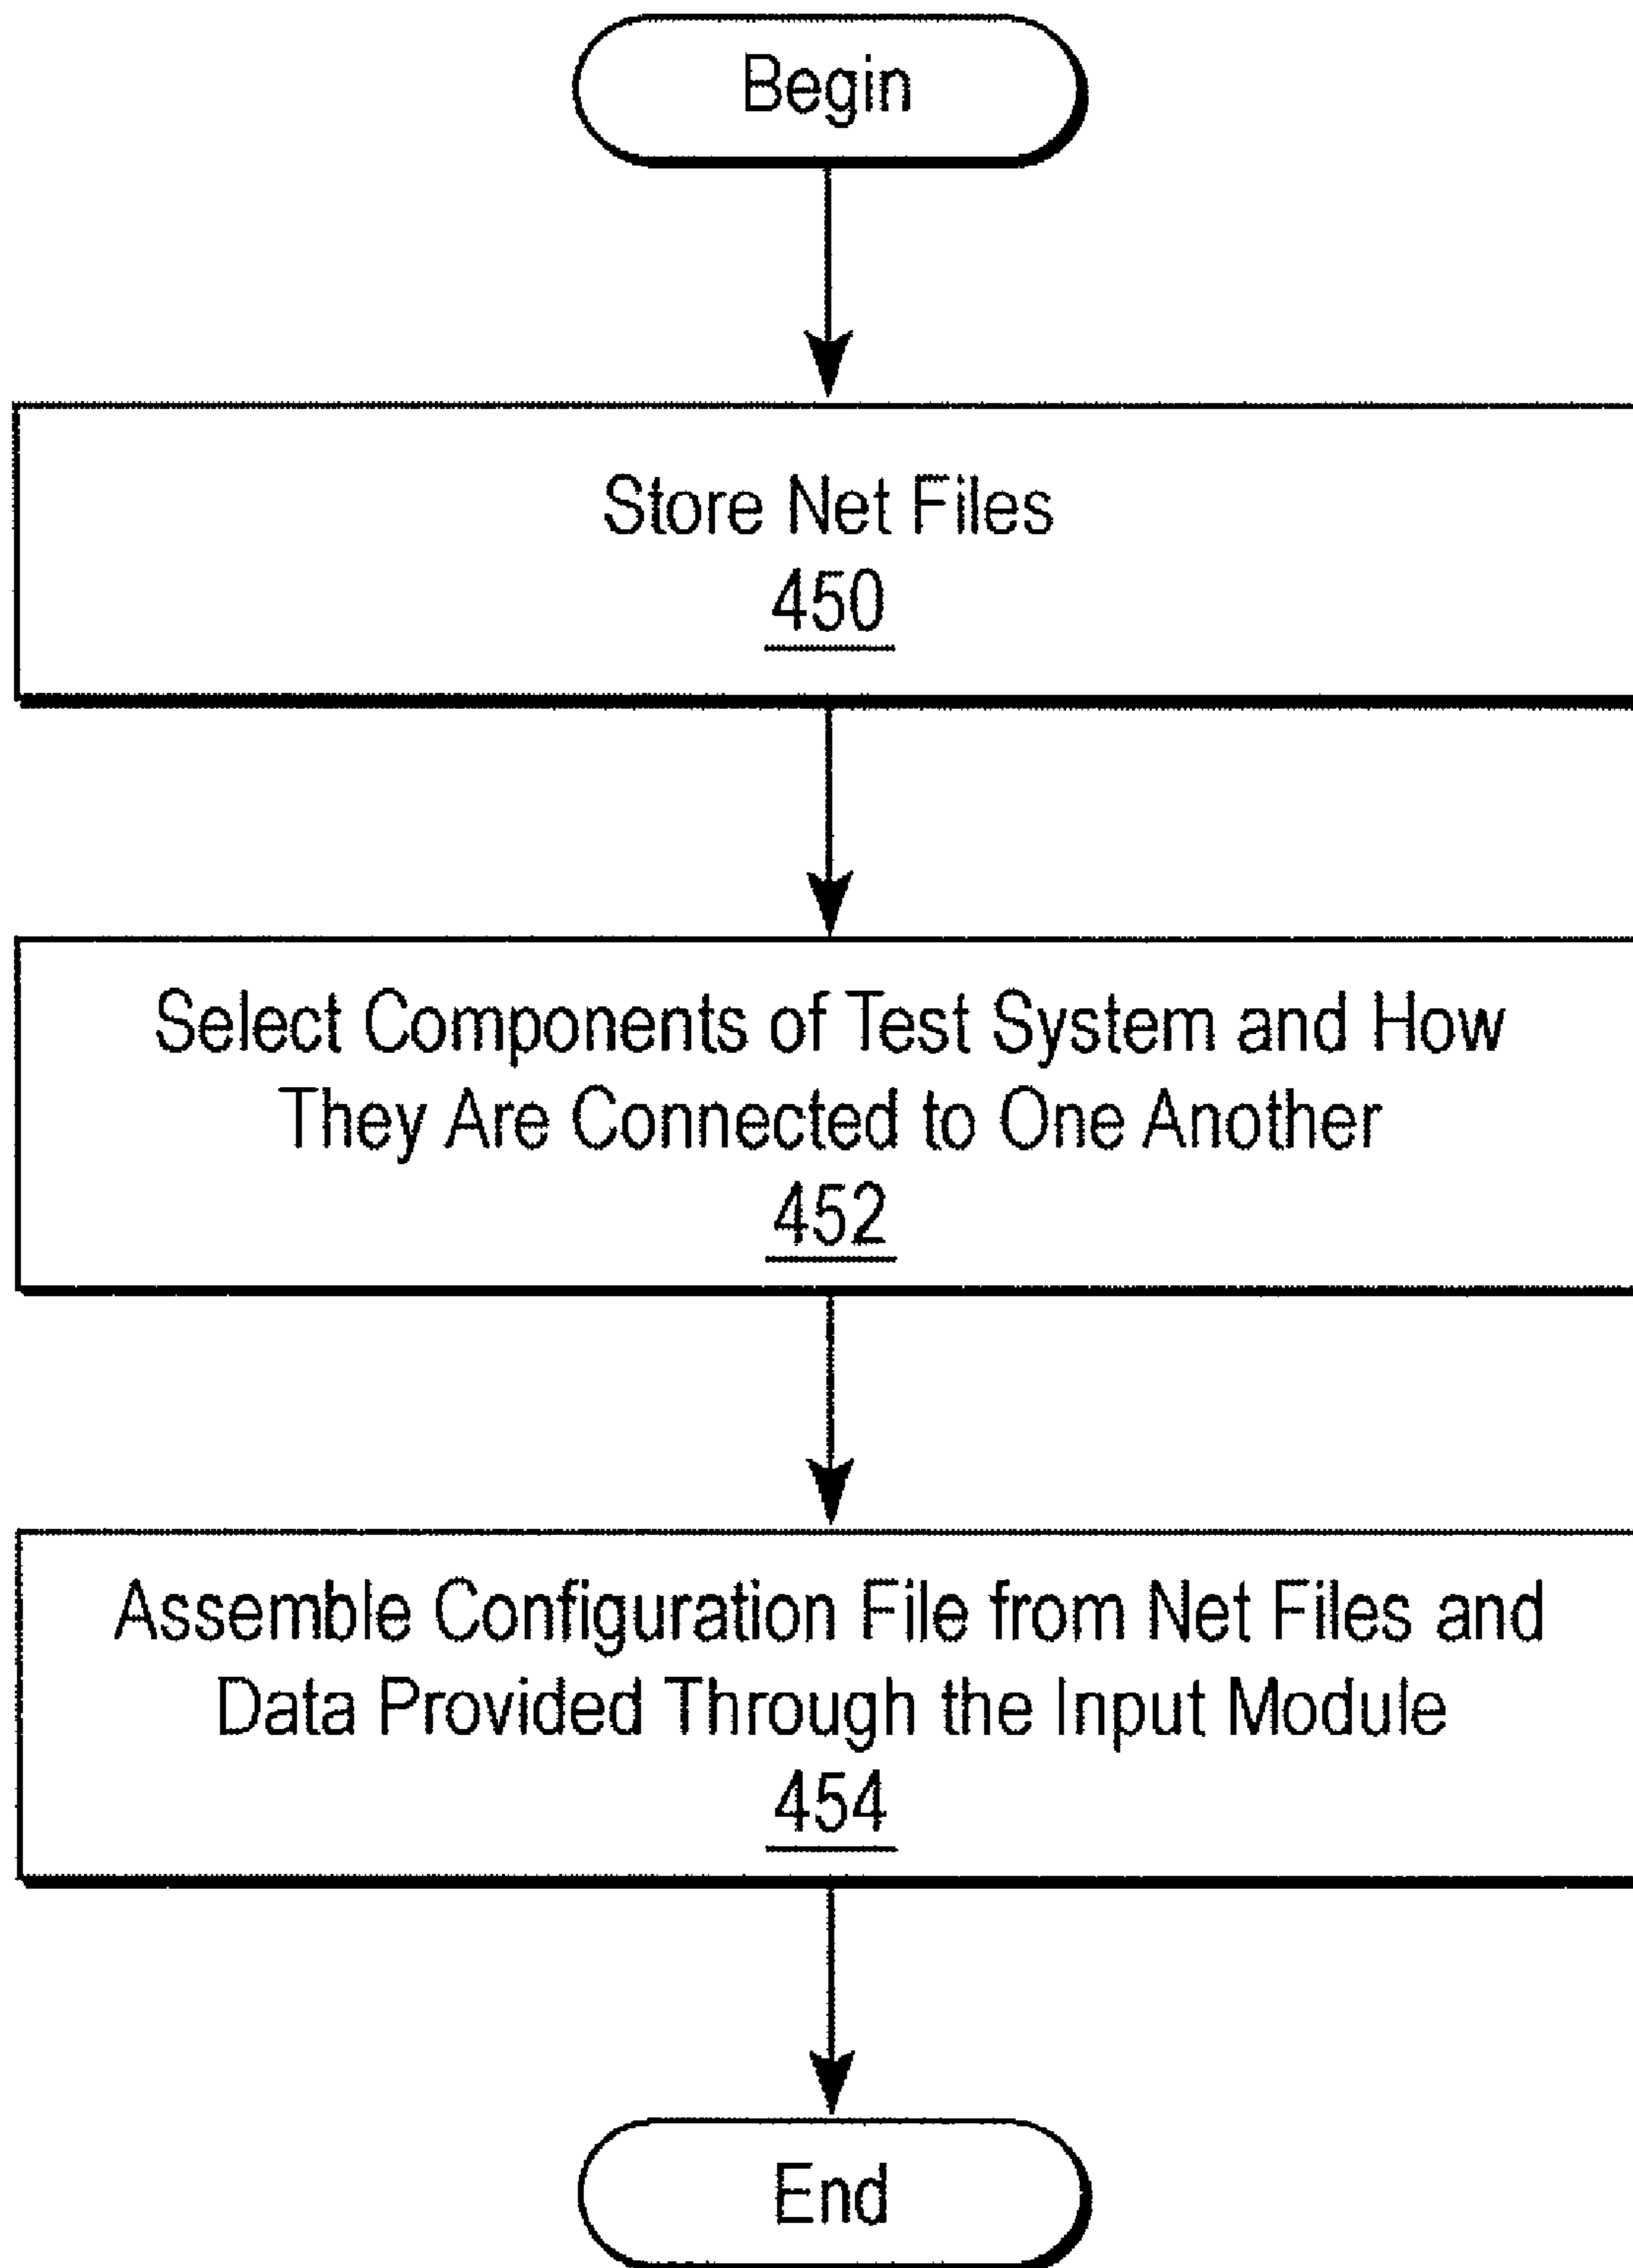 Begin
Store Net Files
450
Select Components of Test System and How
They Are Connected to One Another
452
Assemble Configuration File from Net Files and
Data Provided Through the Input Module
454
End